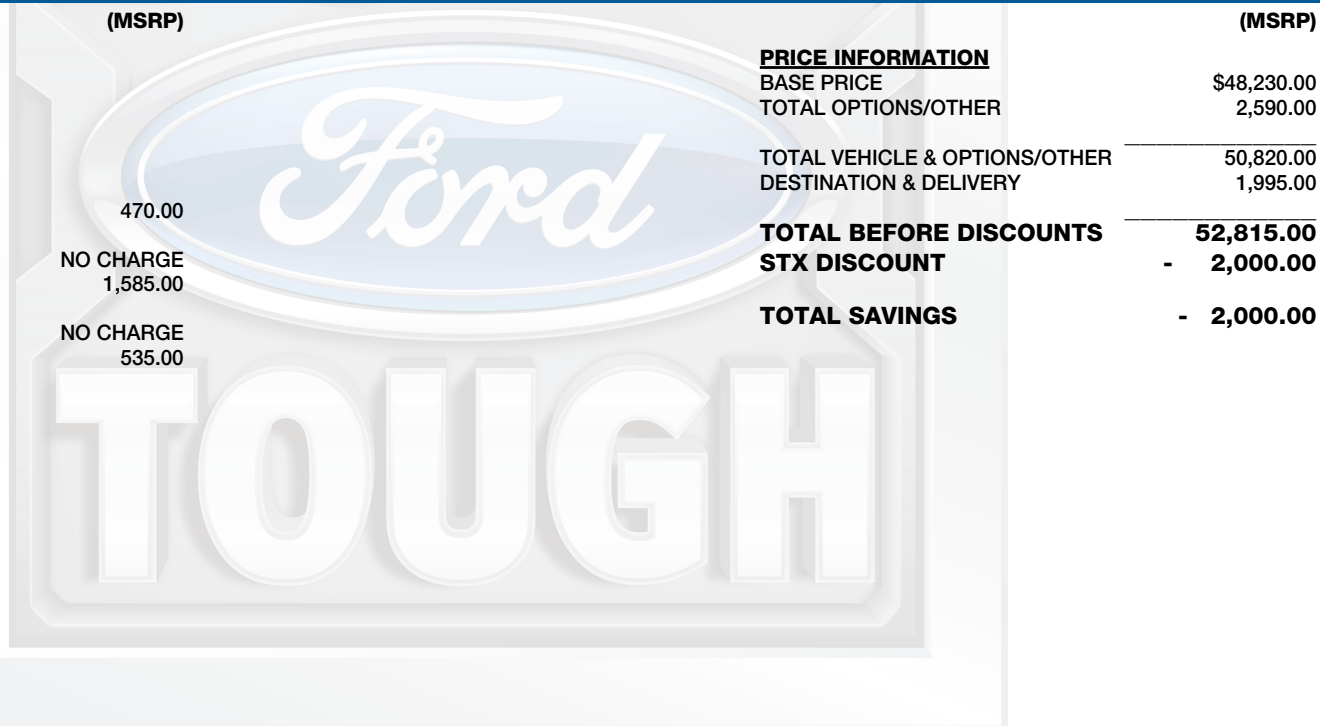 (MSRP)
470.00
NO CHARGE
1,585.00
NO CHARGE
535.00
(MSRP)
PRICE INFORMATION
BASE PRICE $48,230.00
TOTAL OPTIONS/OTHER 2,590.00
TOTAL VEHICLE & OPTIONS/OTHER 50,820.00
DESTINATION & DELIVERY 1,995.00
TOTAL BEFORE DISCOUNTS 52,815.00
STX DISCOUNT - 2,000.00
TOTAL SAVINGS - 2,000.00
Ford
TOUGH